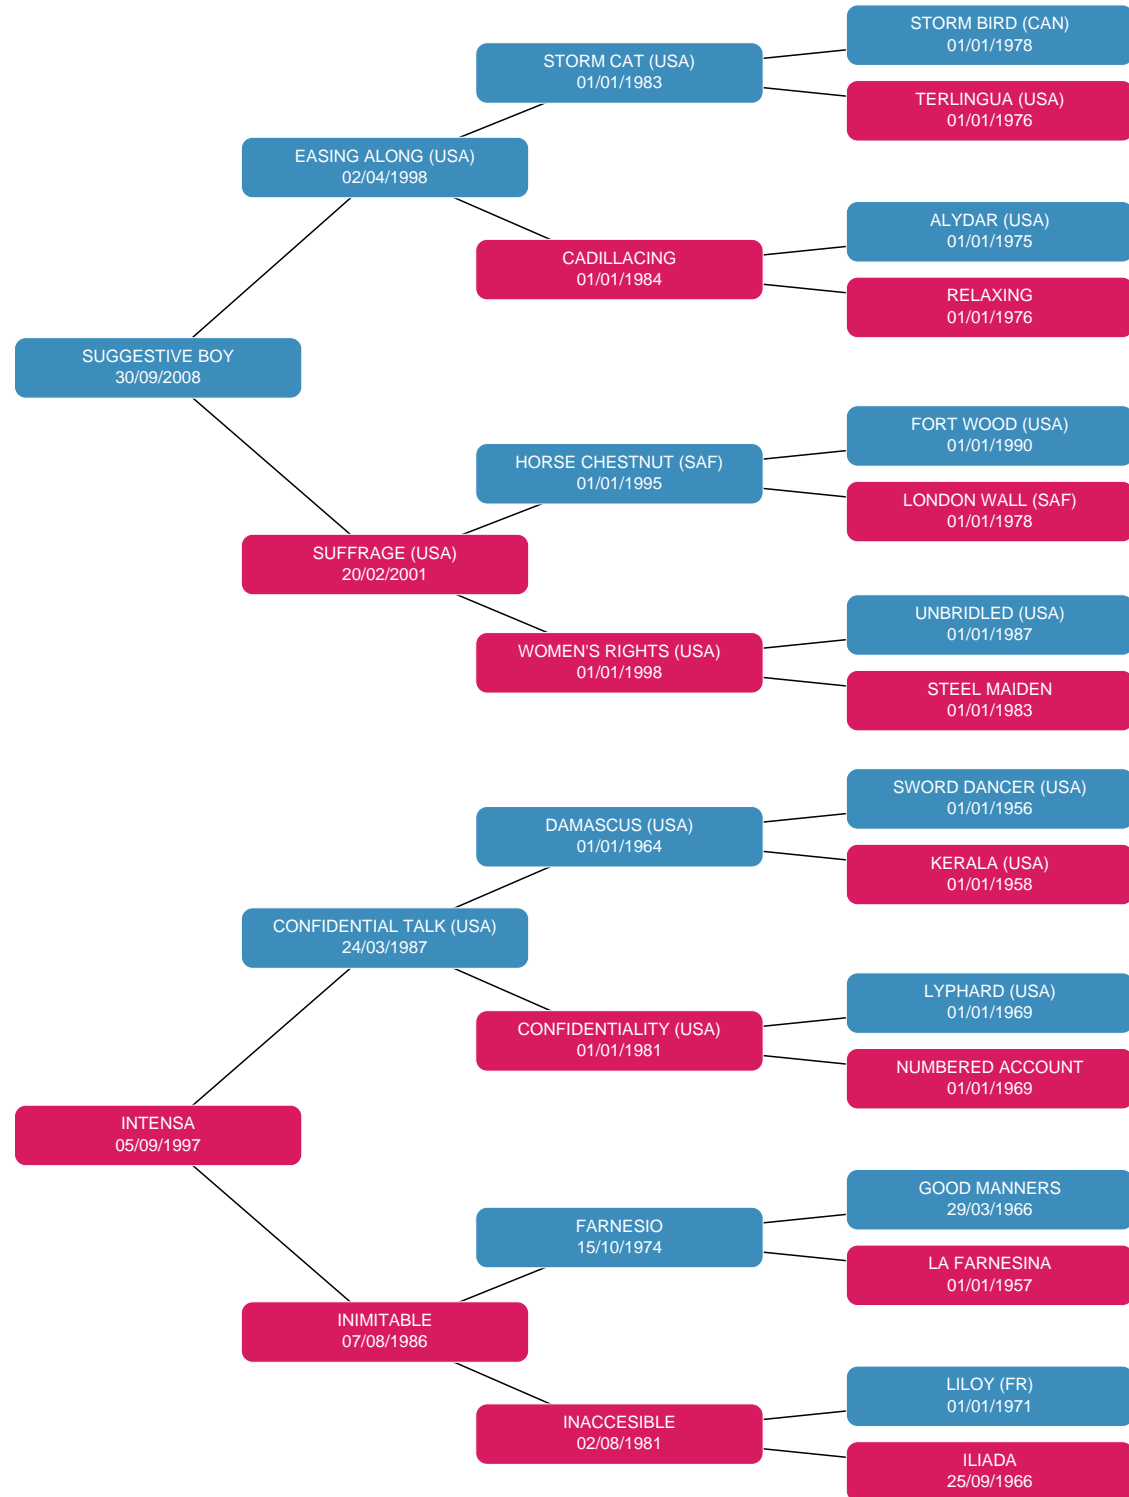 STORM BIRD (CAN)
01/01/1978
STORM CAT (USA)
01/01/1983
TERLINGUA (USA)
01/01/1976
EASING ALONG (USA)
02/04/1998
ALYDAR (USA)
01/01/1975
CADILLACING
01/01/1984
RELAXING
01/01/1976
SUGGESTIVE BOY
30/09/2008
FORT WOOD (USA)
01/01/1990
HORSE CHESTNUT (SAF)
01/01/1995
LONDON WALL (SAF)
01/01/1978
SUFFRAGE (USA)
20/02/2001
UNBRIDLED (USA)
01/01/1987
WOMEN'S RIGHTS (USA)
01/01/1998
STEEL MAIDEN
01/01/1983
SWORD DANCER (USA)
01/01/1956
DAMASCUS (USA)
01/01/1964
KERALA (USA)
01/01/1958
CONFIDENTIAL TALK (USA)
24/03/1987
LYPHARD (USA)
01/01/1969
CONFIDENTIALITY (USA)
01/01/1981
NUMBERED ACCOUNT
01/01/1969
INTENSA
05/09/1997
GOOD MANNERS
29/03/1966
FARNESIO
15/10/1974
LA FARNESINA
01/01/1957
INIMITABLE
07/08/1986
LILOY (FR)
01/01/1971
INACCESIBLE
02/08/1981
ILIADA
25/09/1966